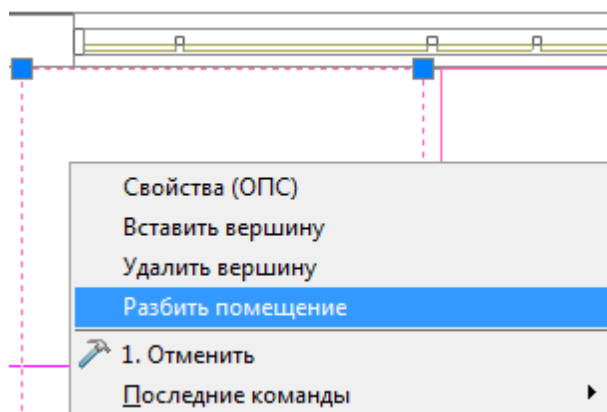 Свойства (ОПС)
Вставить вершину
Удалить вершину
Разбить помещение
1. Отменить
Последние команды